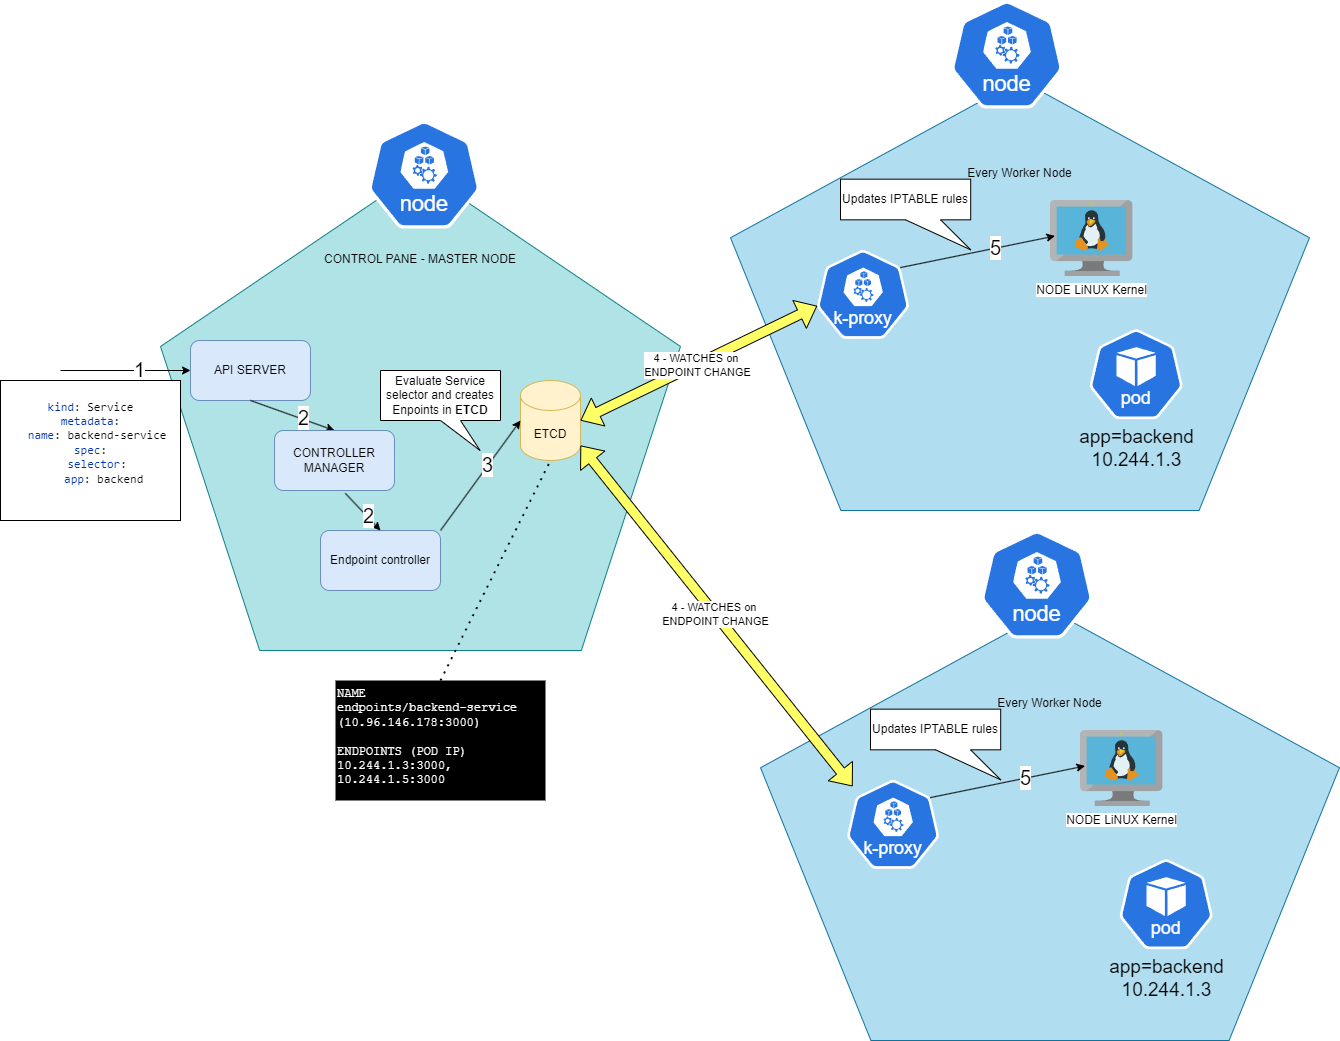 node
CONTROL PANE - MASTER NODE
1
API SERVER
kind: Service
metadata:
name: backend-service
spec:
selector:
app: backend
2
CONTROLLER
MANAGER
2
Endpoint controller
Evaluate Service
selector and creates
Enpoints in ETCD
3
ETCD
NAME
endpoints/backend-service
(10.96.146.178:3000)
ENDPOINTS (POD IP)
10.244.1.3:3000,
10.244.1.5:3000
4 - WATCHES on
ENDPOINT CHANGE
4 - WATCHES on
ENDPOINT CHANGE
node
Every Worker Node
Updates IPTABLE rules
5
NODE LiNUX Kernel
k-proxy
pod
app=backend
10.244.1.3
node
Every Worker Node
Updates IPTABLE rules
5
NODE LiNUX Kernel
k-proxy
pod
app=backend
10.244.1.3